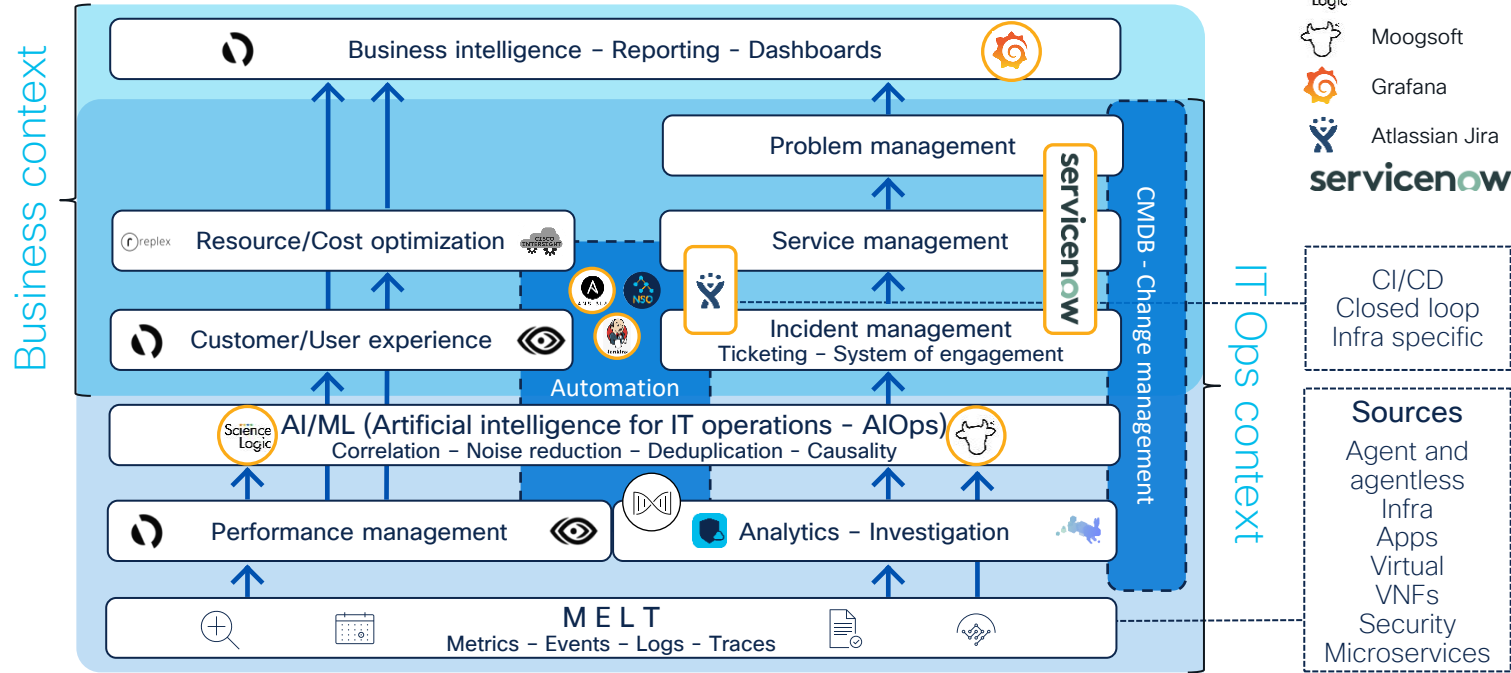 Business context
Business intelligence – Reporting - Dashboards
Problem management
replex
Resource/Cost optimization
CISCO
INTERSIGHT
Service management
servicenow
CMDB - Change management
ANSIBLE
NSO
Jenkins
Customer/User experience
Incident management
Ticketing – System of engagement
Automation
Science
Logic
AI/ML (Artificial intelligence for IT operations - AIOps)
Correlation – Noise reduction – Deduplication - Causality
Performance management
Analytics – Investigation
MELT
Metrics – Events – Logs - Traces
IT Ops context
Logic
Moogsoft
Grafana
Atlassian Jira
servicenow
CI/CD
Closed loop
Infra specific
Sources
Agent and
agentless
Infra
Apps
Virtual
VNFs
Security
Microservices